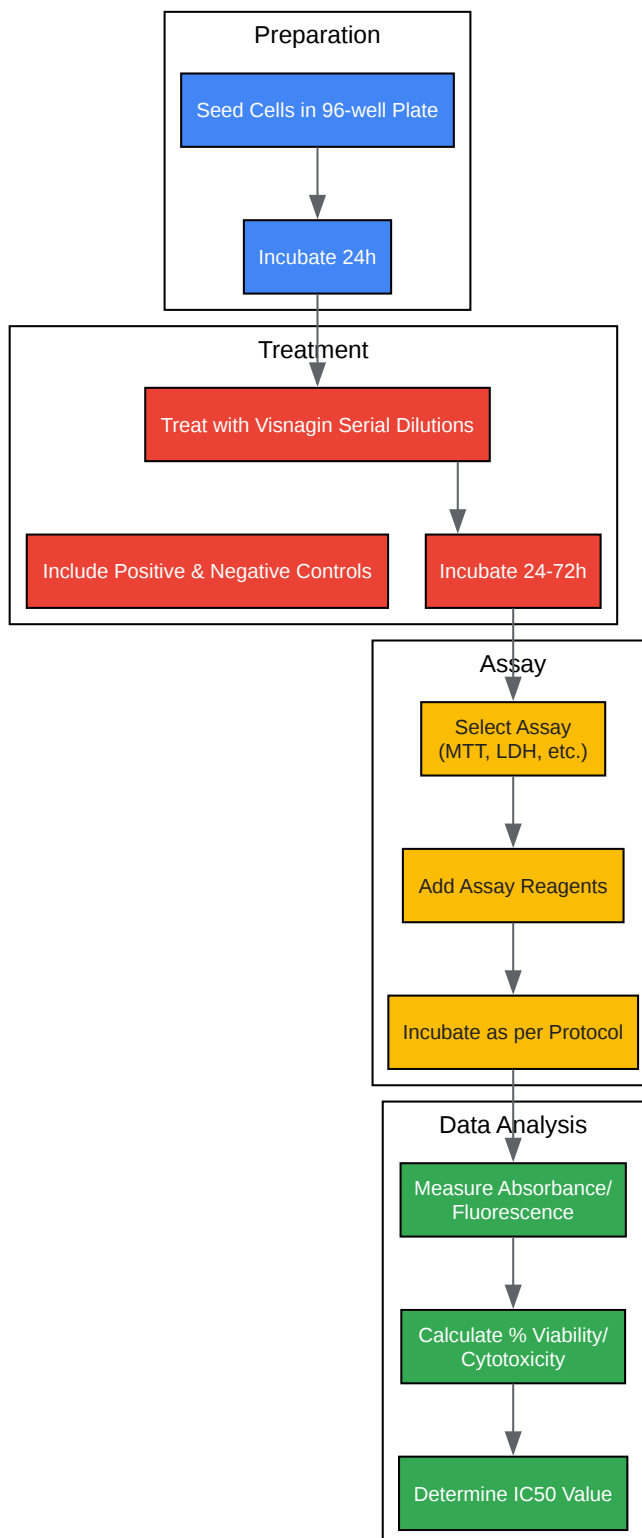 Preparation
Seed Cells in 96-well Plate
Incubate 24h
Treatment
Treat with Visnagin Serial Dilutions
Include Positive & Negative Controls
Incubate 24-72h
Assay
Select Assay
(MTT, LDH, etc.)
Add Assay Reagents
Incubate as per Protocol
Data Analysis
Measure Absorbance/
Fluorescence
Calculate % Viability/
Cytotoxicity
Determine IC50 Value